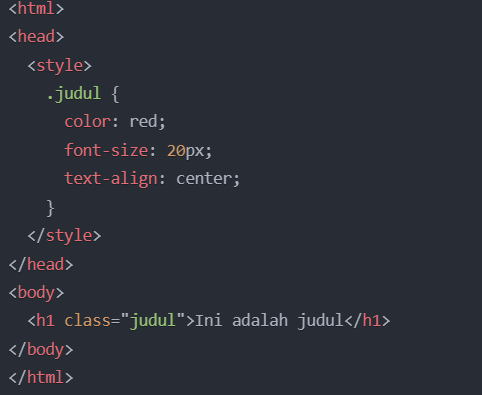 <html>
<head>
  <style>
    .judul {
      color: red;
      font-size: 20px;
      text-align: center;
    }
  </style>
</head>
<body>
  <h1 class="judul">Ini adalah judul</h1>
</body>
</html>